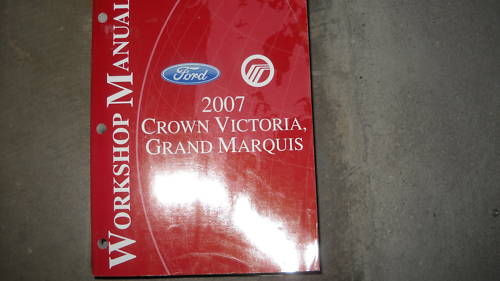 WORKSHOP MANUAL
Ford
2007
CROWN VICTORIA,
GRAND MARQUIS